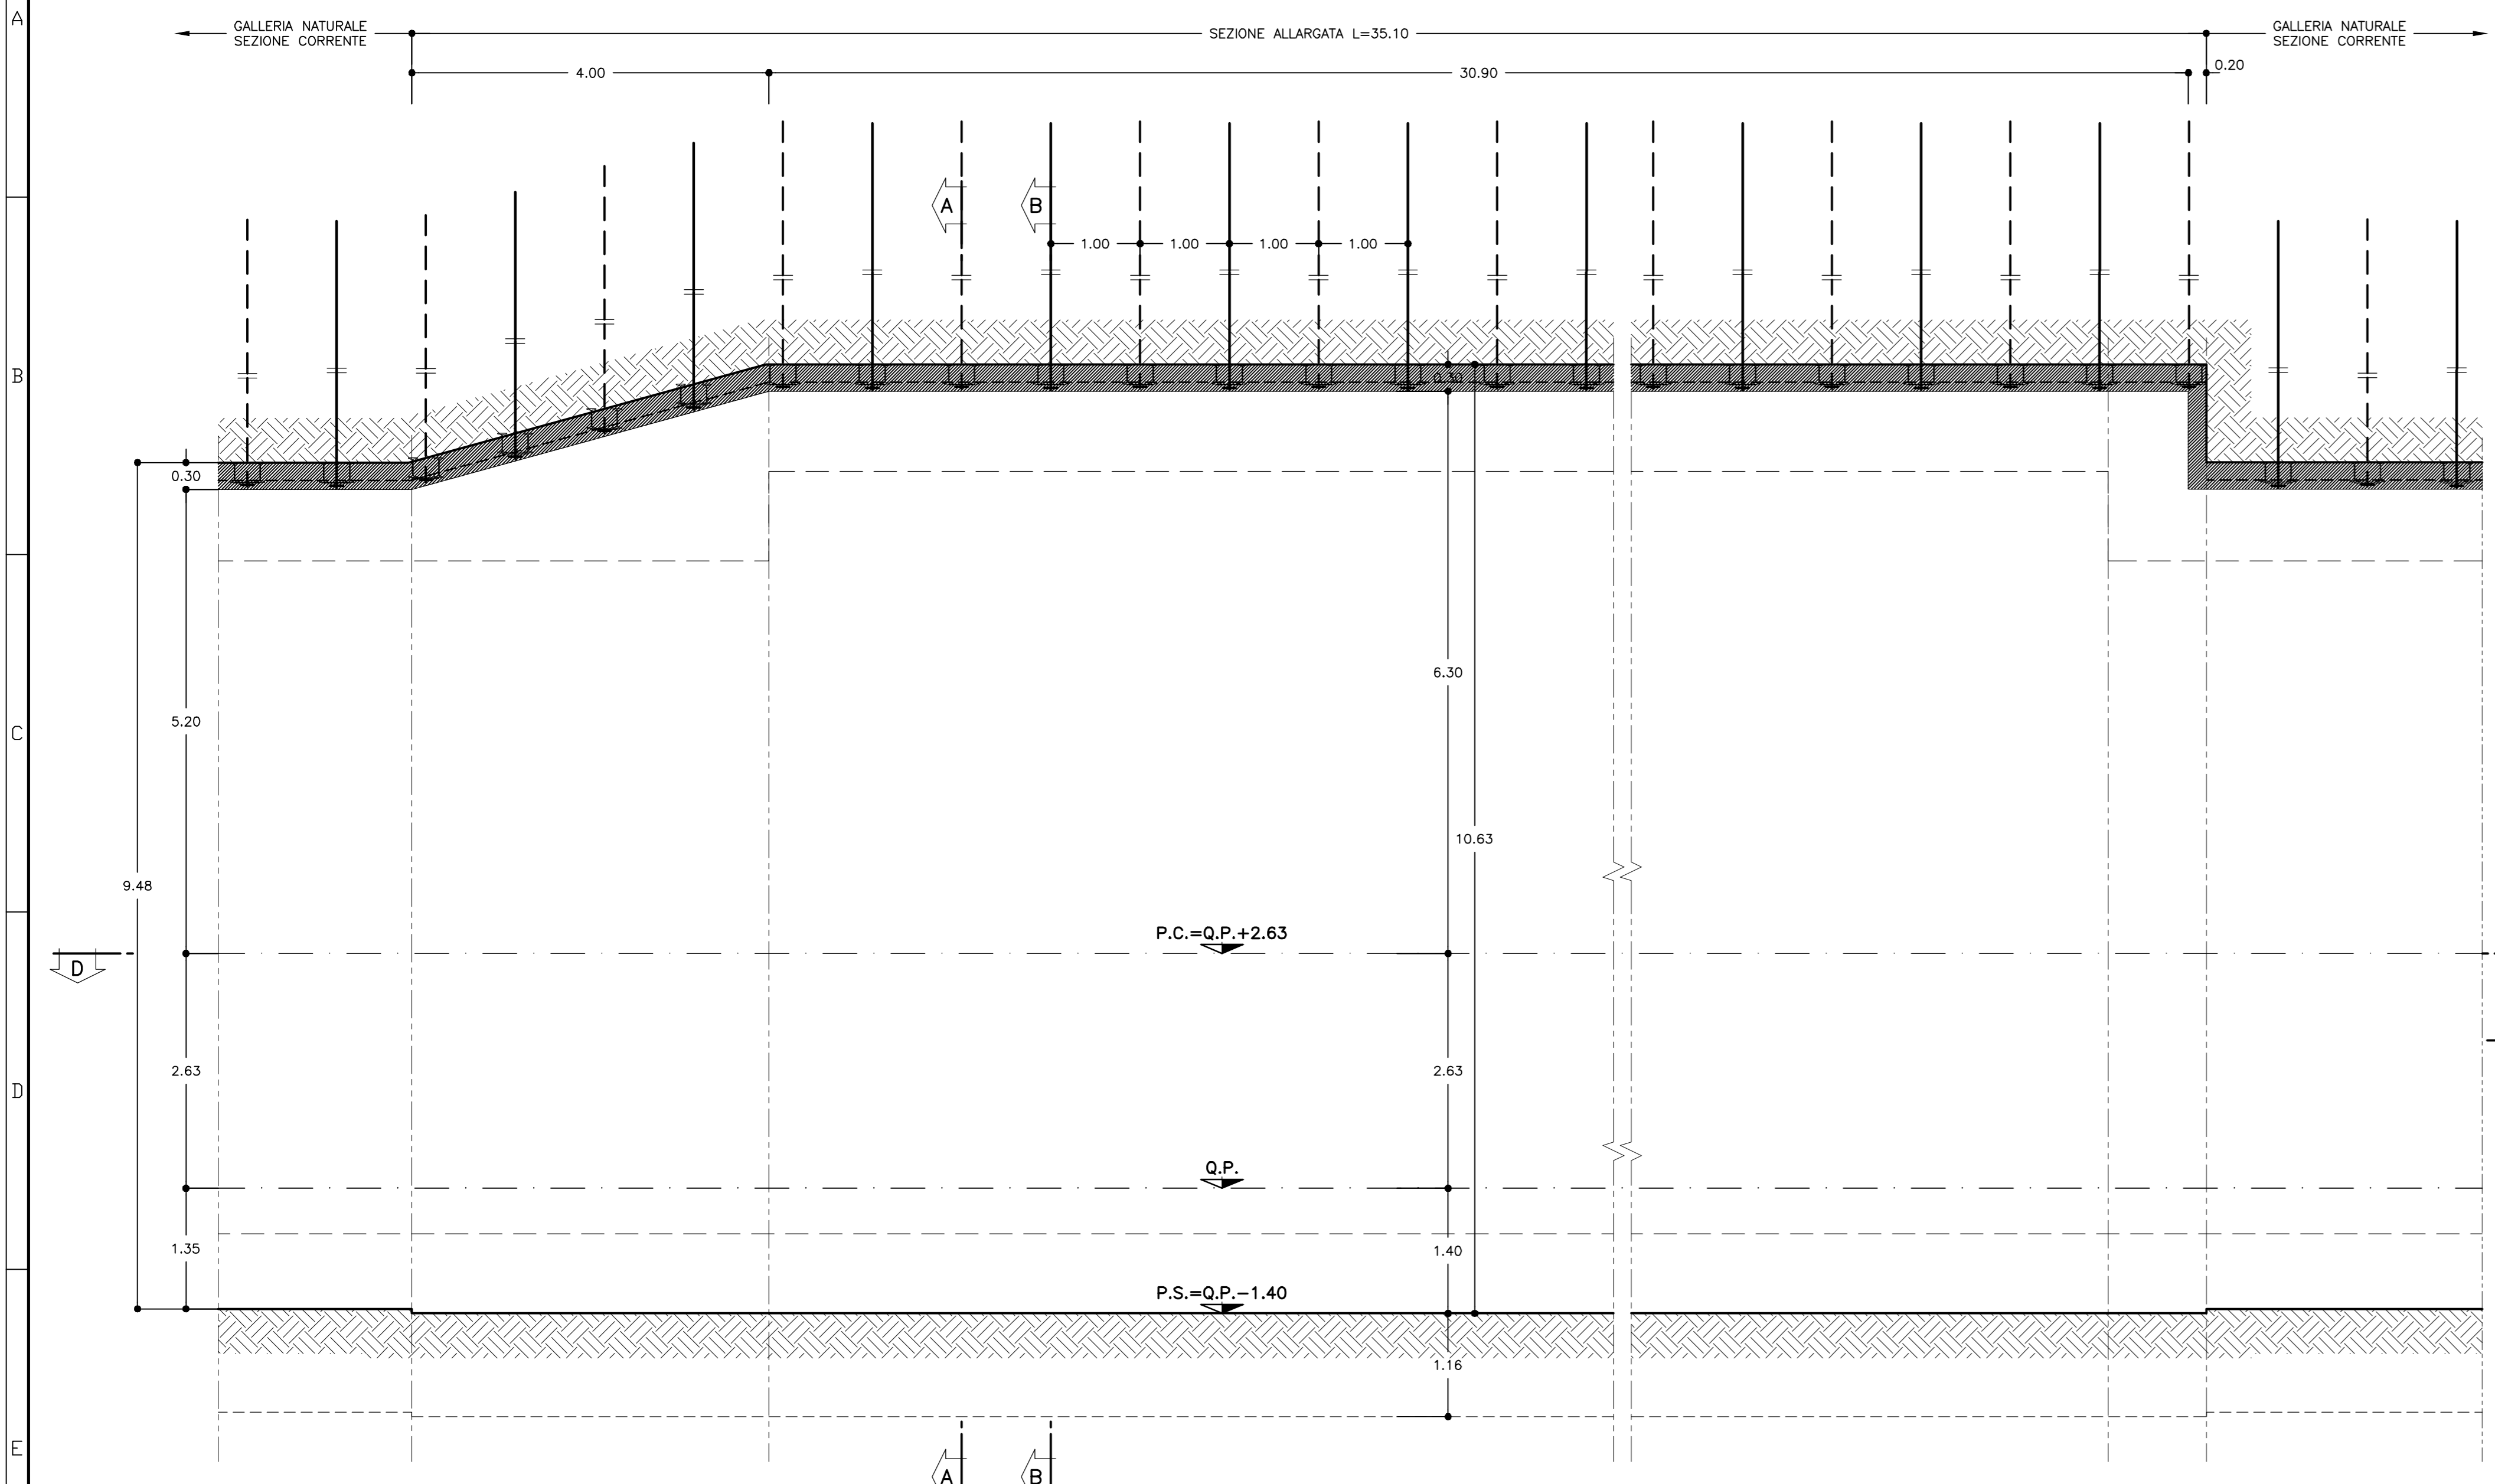 A
GALLERIA NATURALE
SEZIONE CORRENTE
SEZIONE ALLARGATA L=35.10
GALLERIA NATURALE
SEZIONE CORRENTE
4.00
30.90
0.20
A
B
1.00
1.00
1.00
1.00
B
0.30
0.30
6.30
C
5.20
10.63
9.48
P.C.=Q.P.+2.63
D
2.63
2.63
D
Q.P.
1.35
1.40
P.S.=Q.P.-1.40
1.16
E
A
B